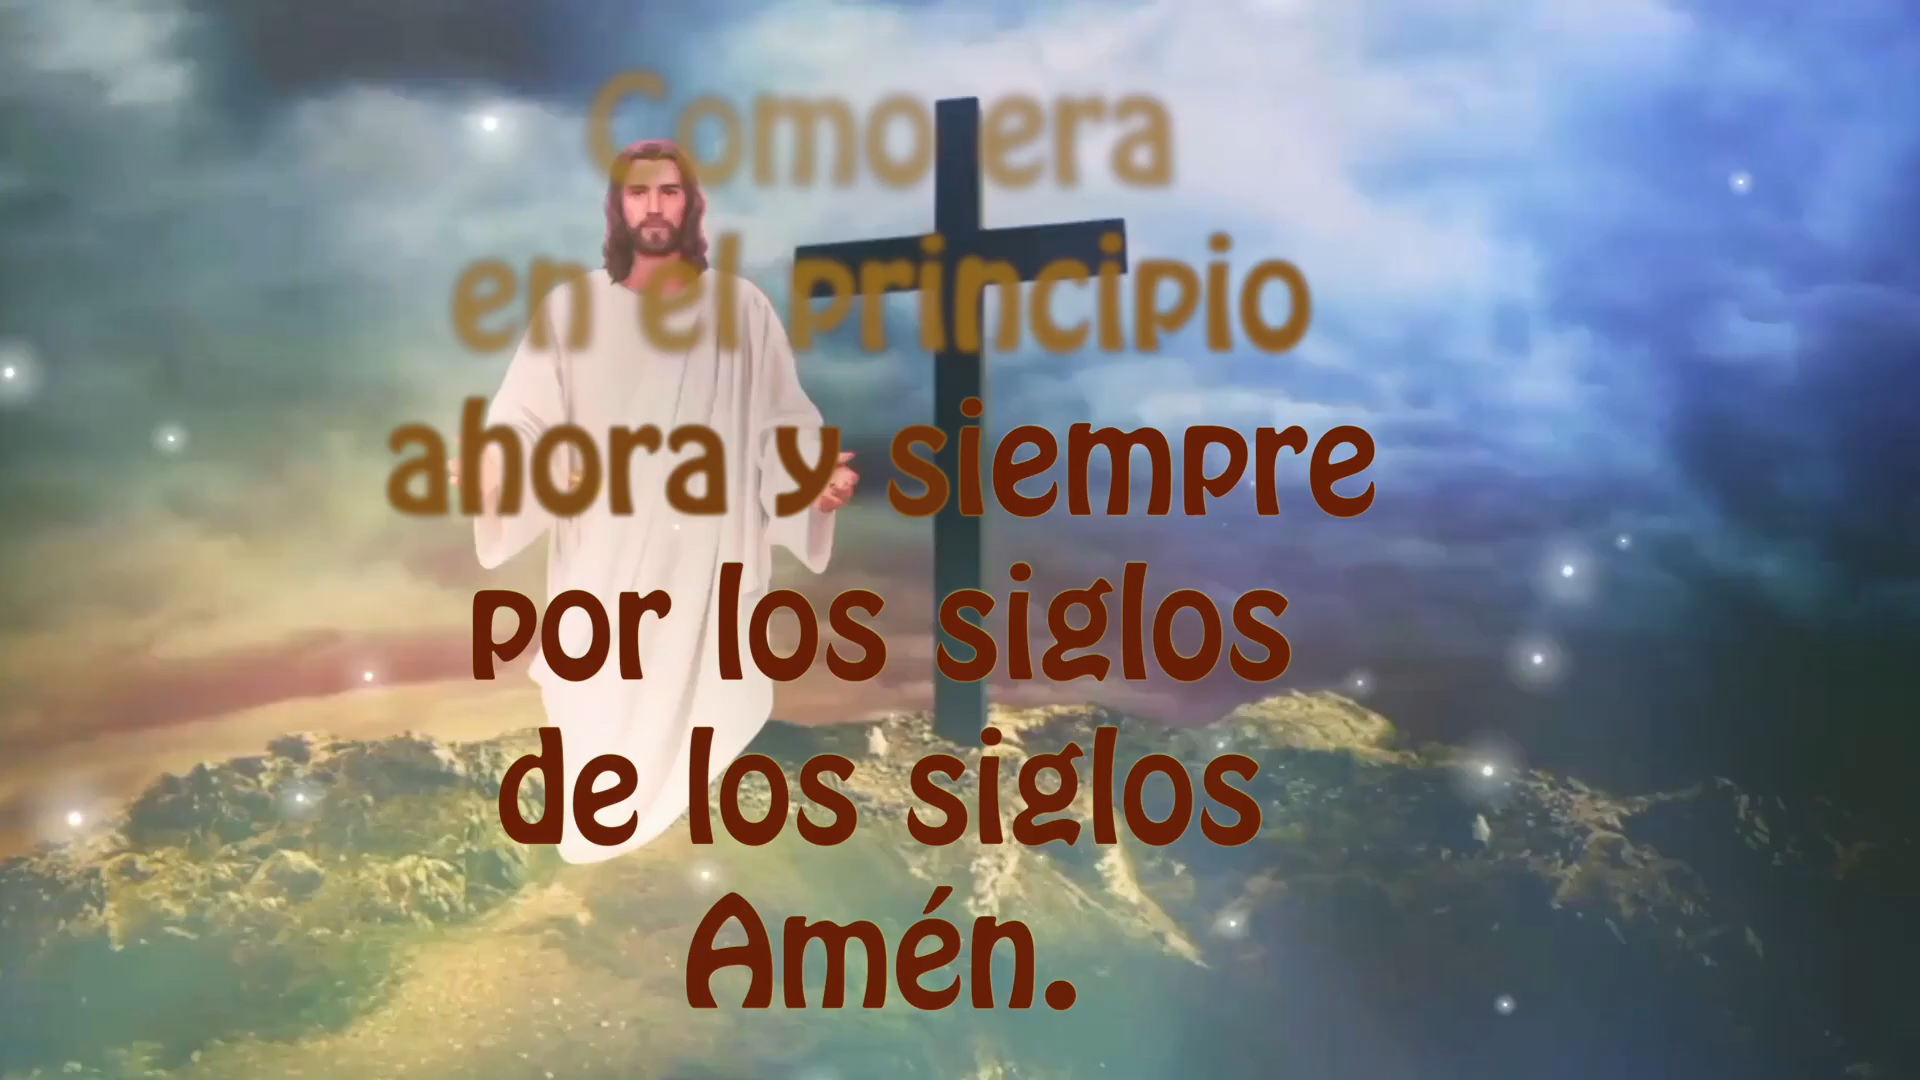 Como era
en el principio
ahora y siempre
por los siglos
de los siglos
Amén.